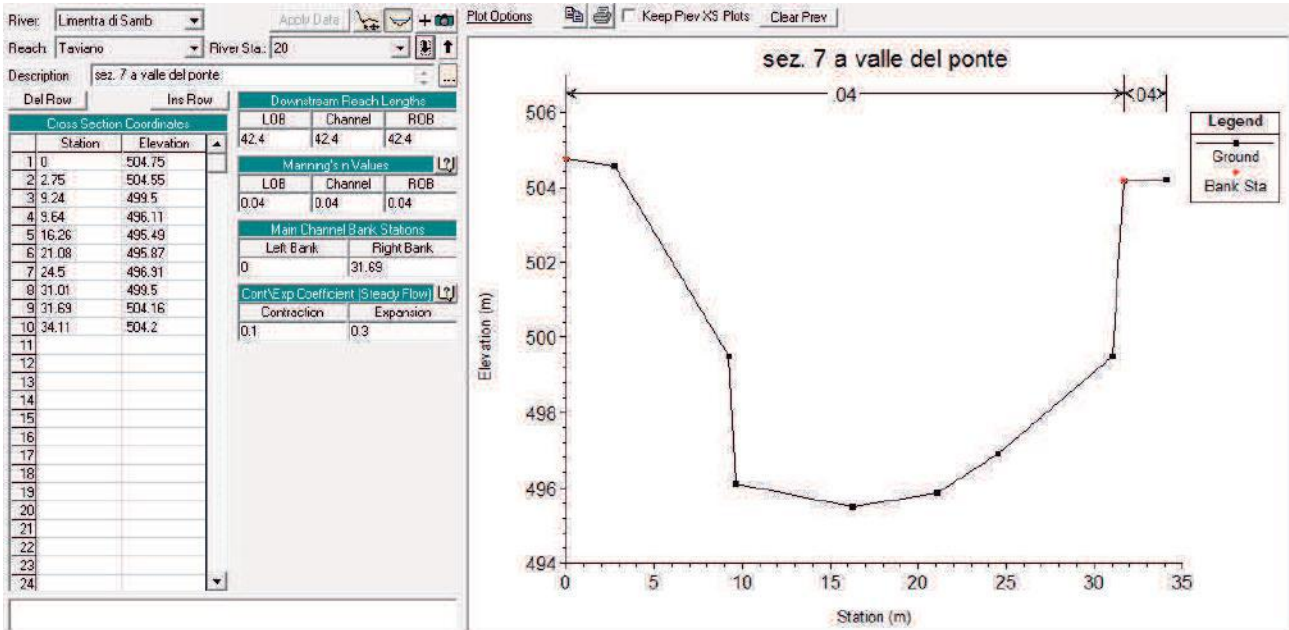 River: Limentra di Samb Apply Data
Reach: Taviano River Sta.: 20
Description sez. 7 a valle del ponte ...
Del Row Ins Row
Cross Section Coordinates
Station Elevation
1 0 504.75
2 2.75 504.55
3 9.24 499.5
4 9.64 496.11
5 16.26 495.49
6 21.08 495.87
7 24.5 496.91
8 31.01 499.5
9 31.69 504.16
10 34.11 504.2
11
12
13
14
15
16
17
18
19
20
21
22
23
24
Downstream Reach Lengths
LOB Channel ROB
42.4 42.4 42.4
Manning's n Values
LOB Channel ROB
0.04 0.04 0.04
Main Channel Bank Stations
Left Bank Right Bank
0 31.69
Cont\Exp Coefficient (Steady Flow)
Contraction Expansion
0.1 0.3
Plot Options Keep Prev XS Plots Clear Prev
sez. 7 a valle del ponte
.04 .04
506
504
502
500
498
496
494
Elevation (m)
0 5 10 15 20 25 30 35
Station (m)
Legend
Ground
Bank Sta